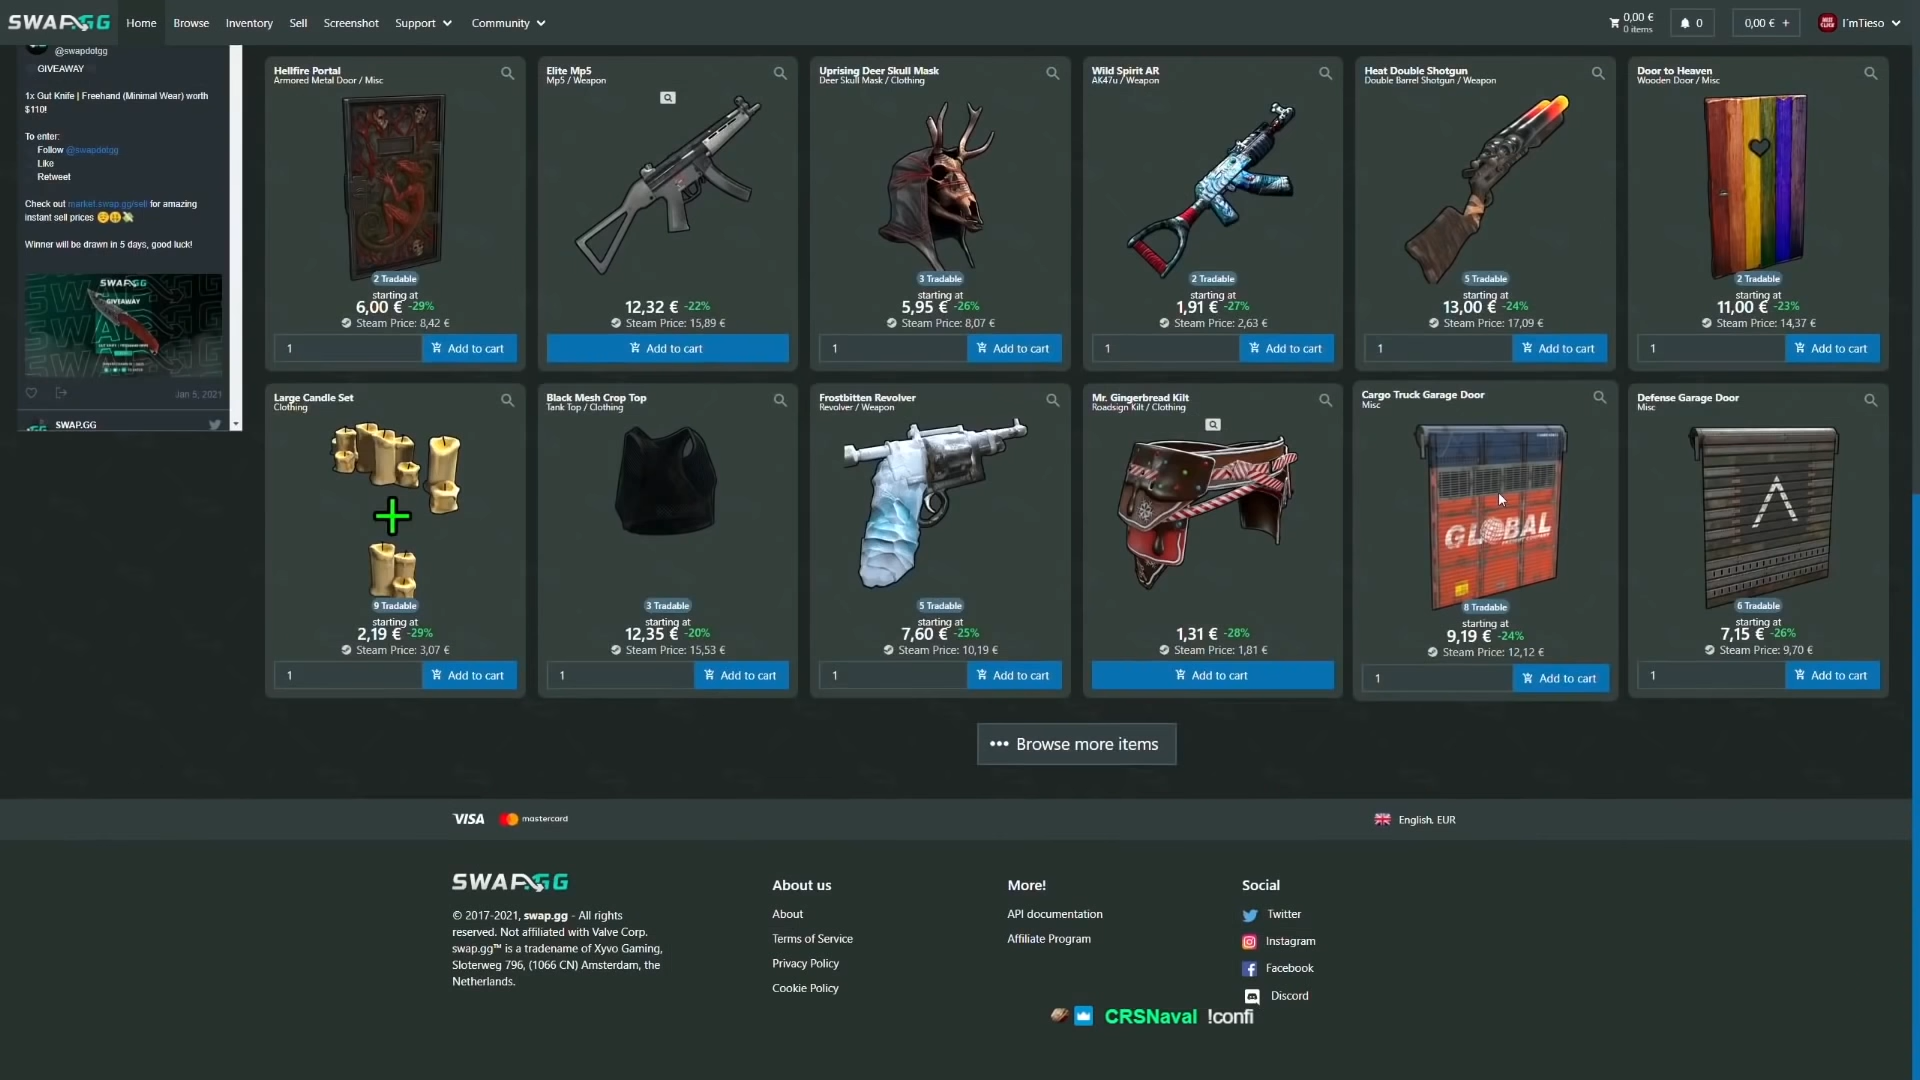 SWAP.GG Home Browse Inventory Sell Screenshot Support Community 0,00 € 0 items 0 0,00 € + I'mTieso
@swapdotgg
GIVEAWAY
1x Gut Knife | Freehand (Minimal Wear) worth
$110!
To enter:
Follow @swapdotgg
Like
Retweet
Check out market.swap.gg/sell for amazing
instant sell prices
Winner will be drawn in 5 days, good luck!
SWAP.GG
GIVEAWAY
Jan 5, 2021
SWAP.GG
Hellfire Portal
Armored Metal Door / Misc
2 Tradable
starting at
6,00 € -29%
Steam Price: 8,42 €
1 Add to cart
Elite Mp5
Mp5 / Weapon
12,32 € -22%
Steam Price: 15,89 €
Add to cart
Uprising Deer Skull Mask
Deer Skull Mask / Clothing
3 Tradable
starting at
5,95 € -26%
Steam Price: 8,07 €
1 Add to cart
Wild Spirit AR
AK47u / Weapon
2 Tradable
starting at
1,91 € -27%
Steam Price: 2,63 €
1 Add to cart
Heat Double Shotgun
Double Barrel Shotgun / Weapon
5 Tradable
starting at
13,00 € -24%
Steam Price: 17,09 €
1 Add to cart
Door to Heaven
Wooden Door / Misc
2 Tradable
starting at
11,00 € -23%
Steam Price: 14,37 €
1 Add to cart
Large Candle Set
Clothing
9 Tradable
starting at
2,19 € -29%
Steam Price: 3,07 €
1 Add to cart
Black Mesh Crop Top
Tank Top / Clothing
3 Tradable
starting at
12,35 € -20%
Steam Price: 15,53 €
1 Add to cart
Frostbitten Revolver
Revolver / Weapon
5 Tradable
starting at
7,60 € -25%
Steam Price: 10,19 €
1 Add to cart
Mr. Gingerbread Kilt
Roadsign Kilt / Clothing
1,31 € -28%
Steam Price: 1,81 €
Add to cart
Cargo Truck Garage Door
Misc
GLOBAL
8 Tradable
starting at
9,19 € -24%
Steam Price: 12,12 €
1 Add to cart
Defense Garage Door
Misc
6 Tradable
starting at
7,15 € -26%
Steam Price: 9,70 €
1 Add to cart
••• Browse more items
VISA mastercard English, EUR
SWAP.GG
© 2017-2021, swap.gg - All rights
reserved. Not affiliated with Valve Corp.
swap.gg™ is a tradename of Xyvo Gaming,
Sloterweg 796, (1066 CN) Amsterdam, the
Netherlands.
About us
About
Terms of Service
Privacy Policy
Cookie Policy
More!
API documentation
Affiliate Program
Social
Twitter
Instagram
Facebook
Discord
CRSNaval !confi